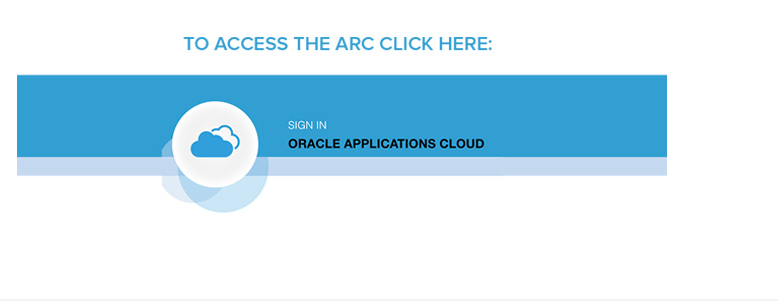 TO ACCESS THE ARC CLICK HERE:
SIGN IN
ORACLE APPLICATIONS CLOUD